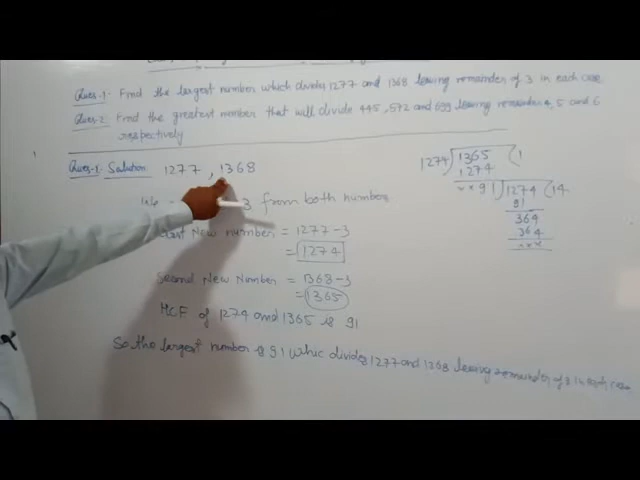 Ques-1. Find the largest number which divides 1277 and 1368 leaving remainder of 3 in each case
Ques-2. Find the greatest number that will divide 445, 572 and 699 leaving remainder 4, 5 and 6
respectively
Ques-1. Solution 1277, 1368
We 3 from both numbers
New number = 1277-3
= 1274
Second New Number = 1368-3
= 1365
HCF of 1274 and 1365 is 91
So the largest number is 91 whic divides 1277 and 1368 leaving remainder of 3 in each case
1274) 1365 (1
1274
××91) 1274 (14
91
364
364
×××